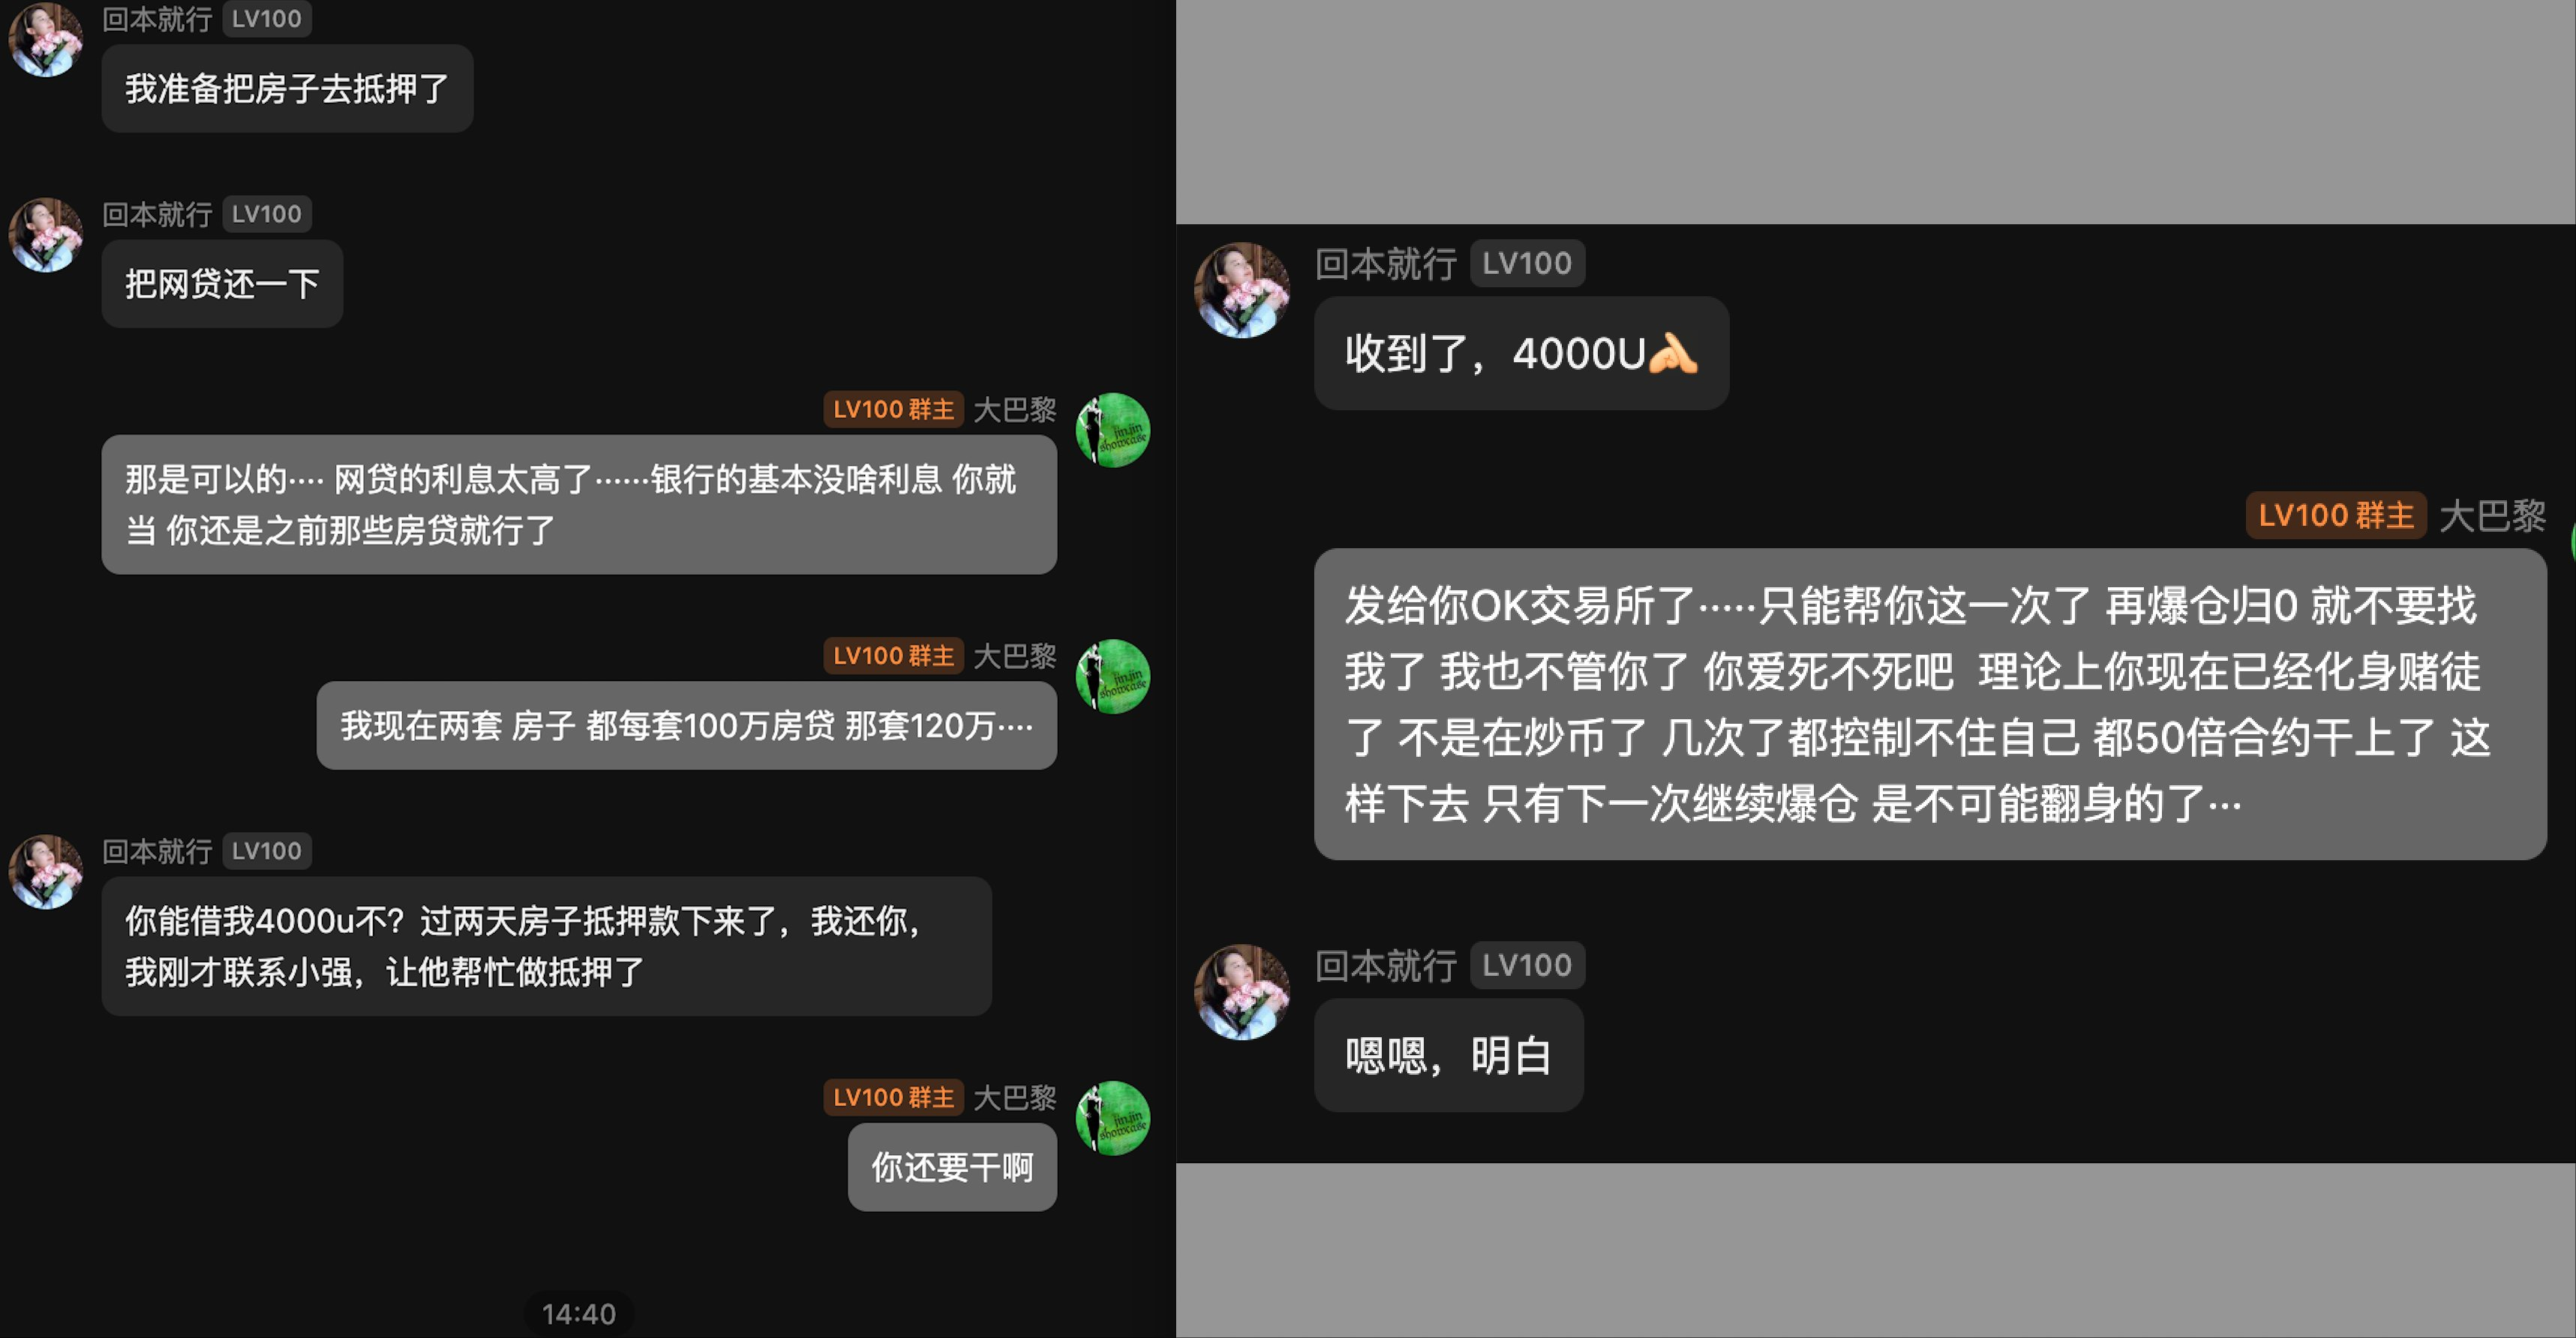 回本就行 LV100
我准备把房子去抵押了
回本就行 LV100
把网贷还一下
LV100 群主 大巴黎
那是可以的···· 网贷的利息太高了······银行的基本没啥利息 你就
当 你还是之前那些房贷就行了
LV100 群主 大巴黎
我现在两套 房子 都每套100万房贷 那套120万····
回本就行 LV100
你能借我4000u不？过两天房子抵押款下来了，我还你，
我刚才联系小强，让他帮忙做抵押了
LV100 群主 大巴黎
你还要干啊
14:40
回本就行 LV100
收到了，4000U
LV100 群主 大巴黎
发给你OK交易所了·····只能帮你这一次了 再爆仓归0 就不要找
我了 我也不管你了 你爱死不死吧  理论上你现在已经化身赌徒
了 不是在炒币了 几次了都控制不住自己 都50倍合约干上了 这
样下去 只有下一次继续爆仓 是不可能翻身的了···
回本就行 LV100
嗯嗯，明白
jinjin
showcase